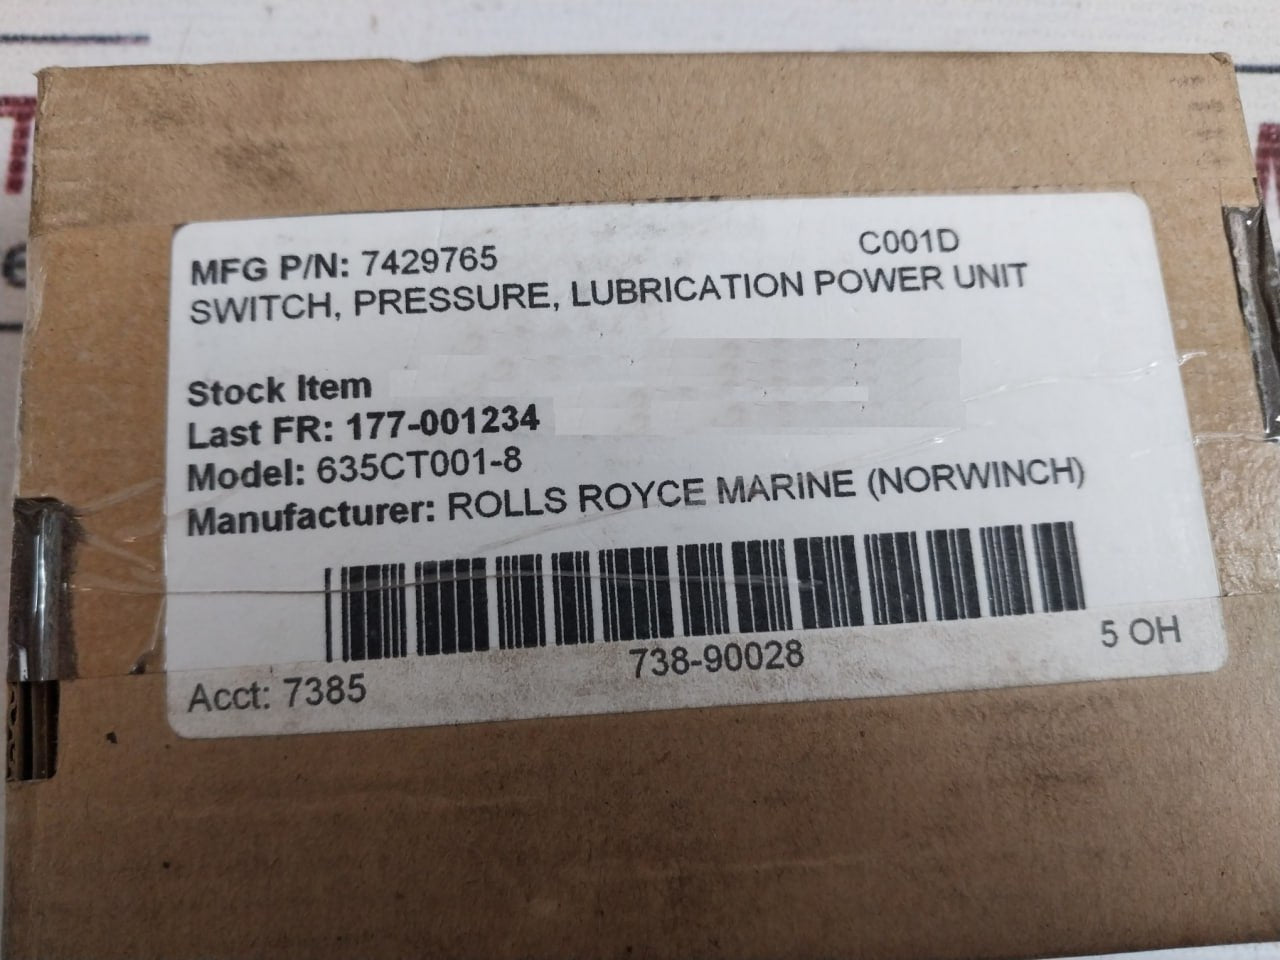 MFG P/N: 7429765 C001D
SWITCH, PRESSURE, LUBRICATION POWER UNIT
Stock Item
Last FR: 177-001234
Model: 635CT001-8
Manufacturer: ROLLS ROYCE MARINE (NORWINCH)
738-90028
5 OH
Acct: 7385